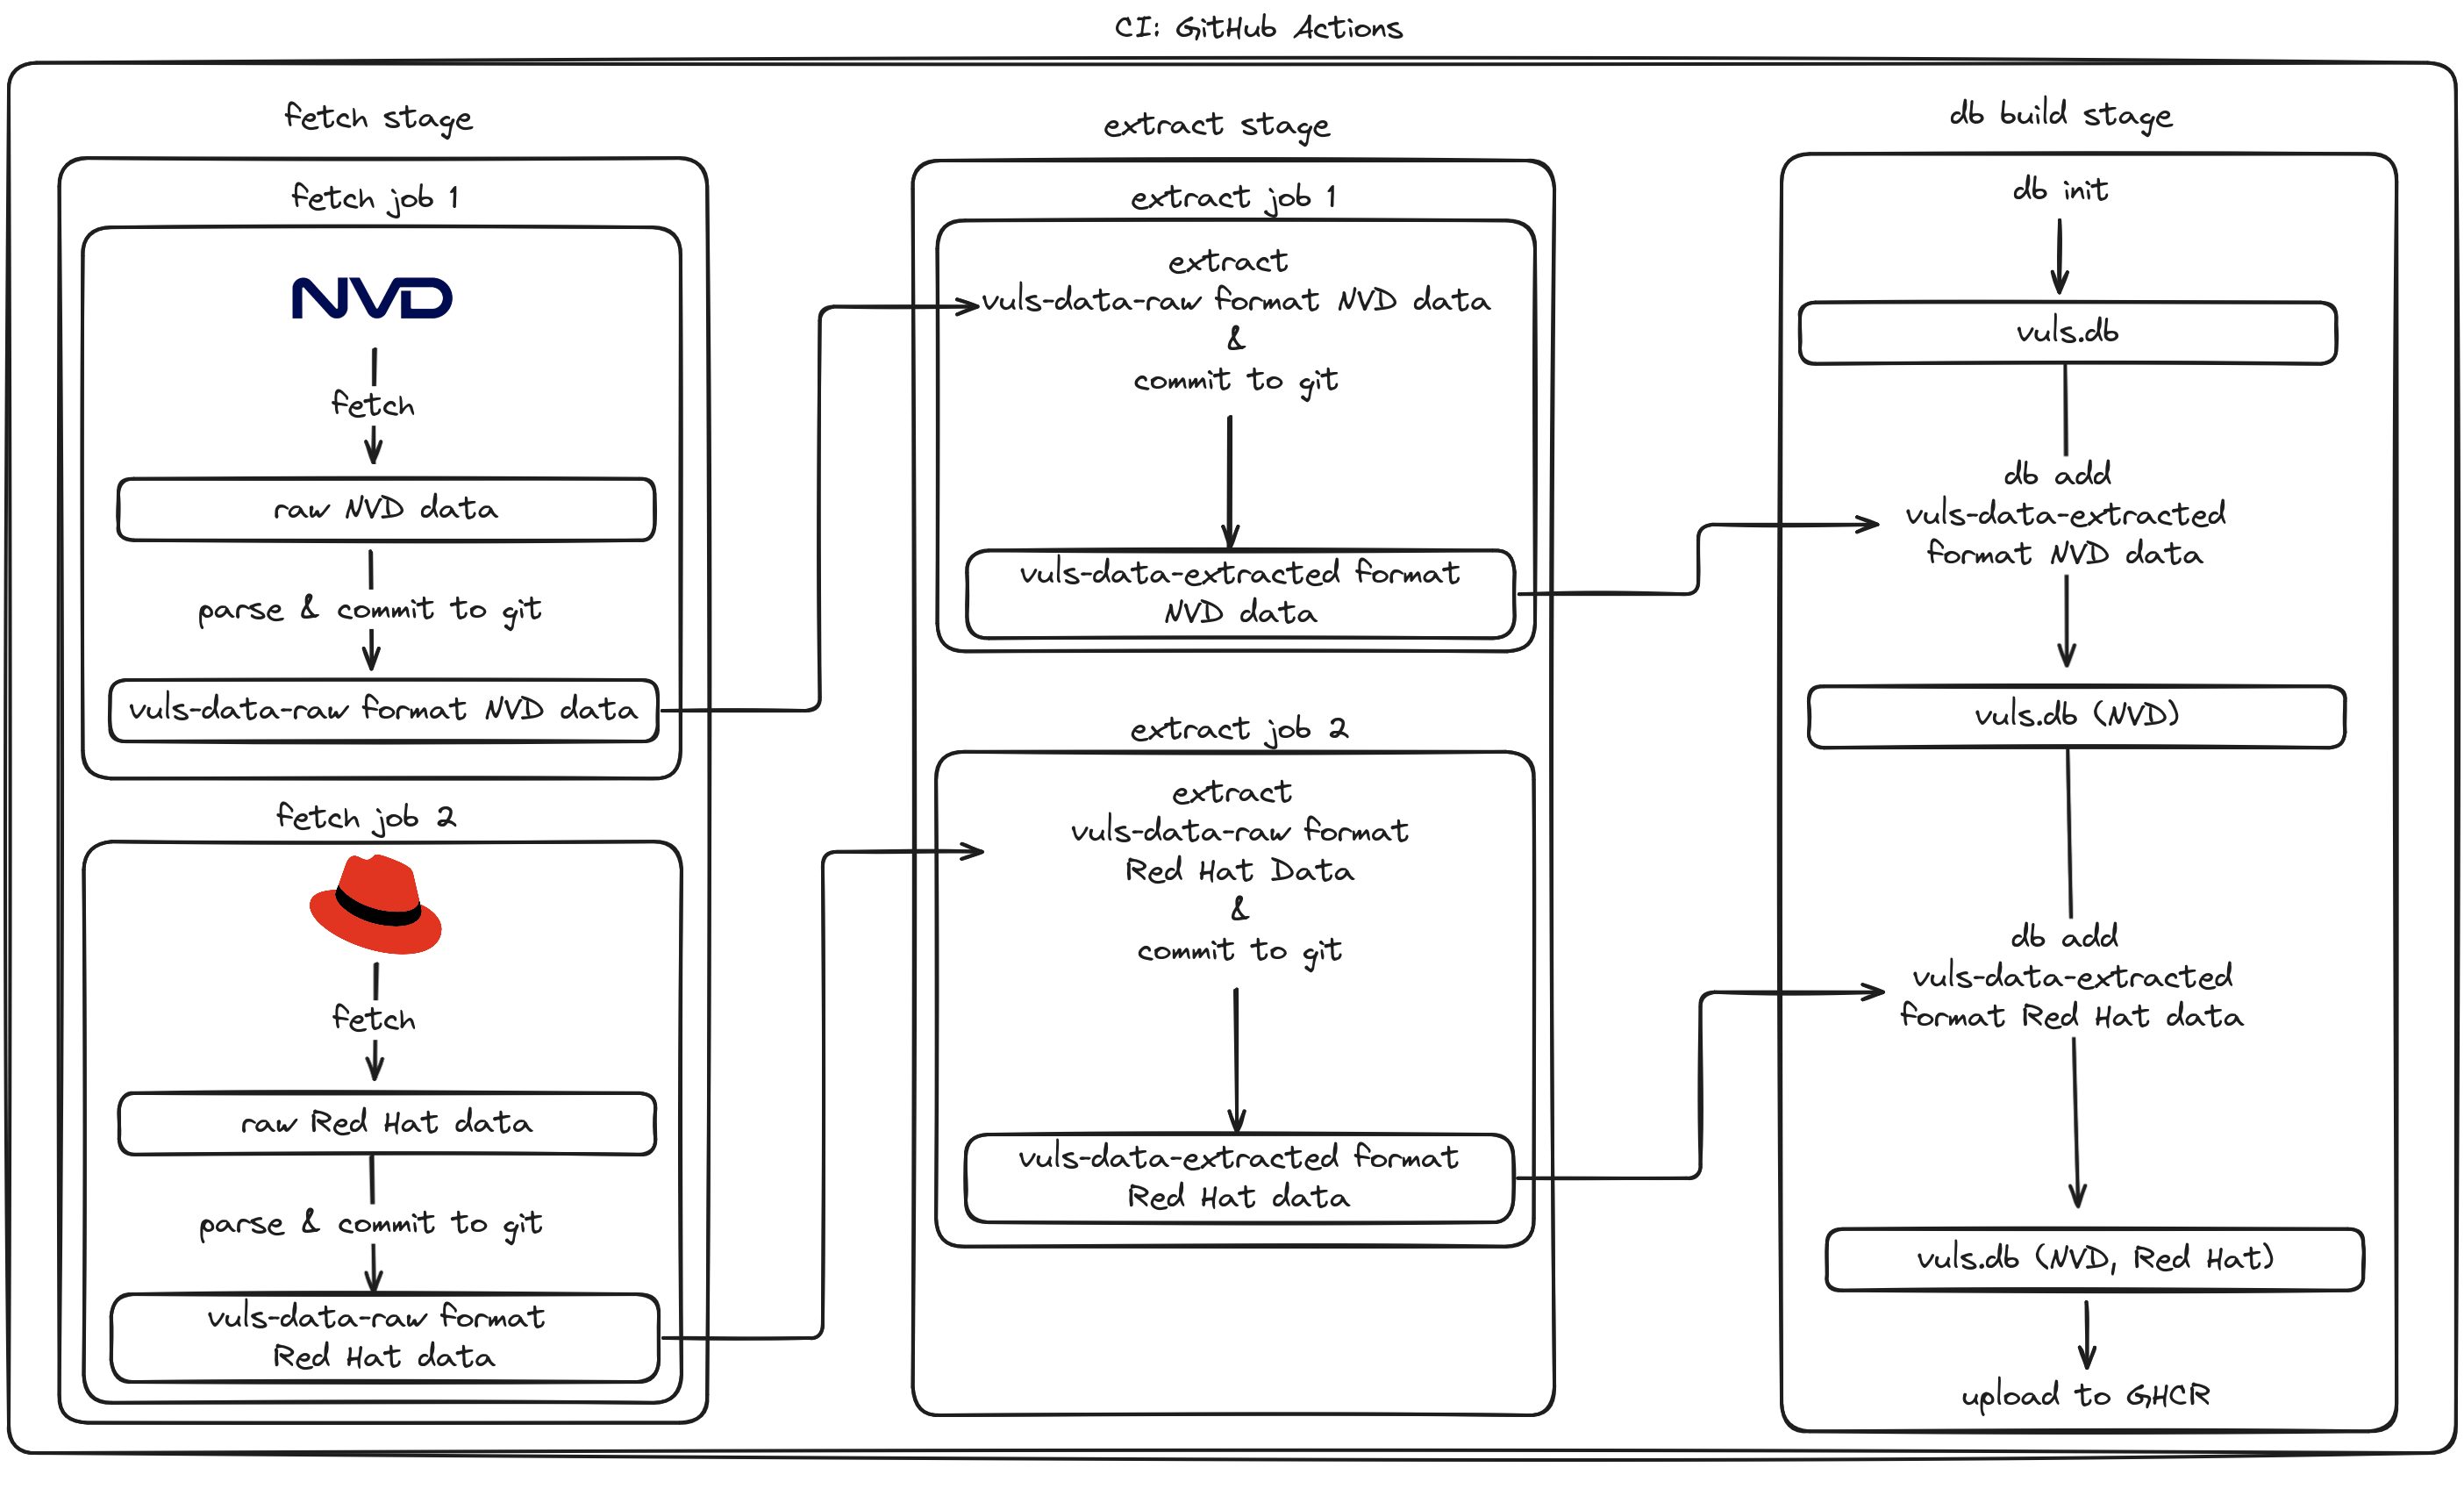 CI: GitHub Actions
fetch stage
fetch job 1
NVD
fetch
raw NVD data
parse & commit to git
vuls-data-raw format NVD data
fetch job 2
fetch
raw Red Hat data
parse & commit to git
vuls-data-raw format
Red Hat data
extract stage
extract job 1
extract
vuls-data-raw format NVD data
&
commit to git
vuls-data-extracted format
NVD data
extract job 2
extract
vuls-data-raw format
Red Hat Data
&
commit to git
vuls-data-extracted format
Red Hat data
db build stage
db init
vuls.db
db add
vuls-data-extracted
format NVD data
vuls.db (NVD)
db add
vuls-data-extracted
format Red Hat data
vuls.db (NVD, Red Hat)
upload to GHCR